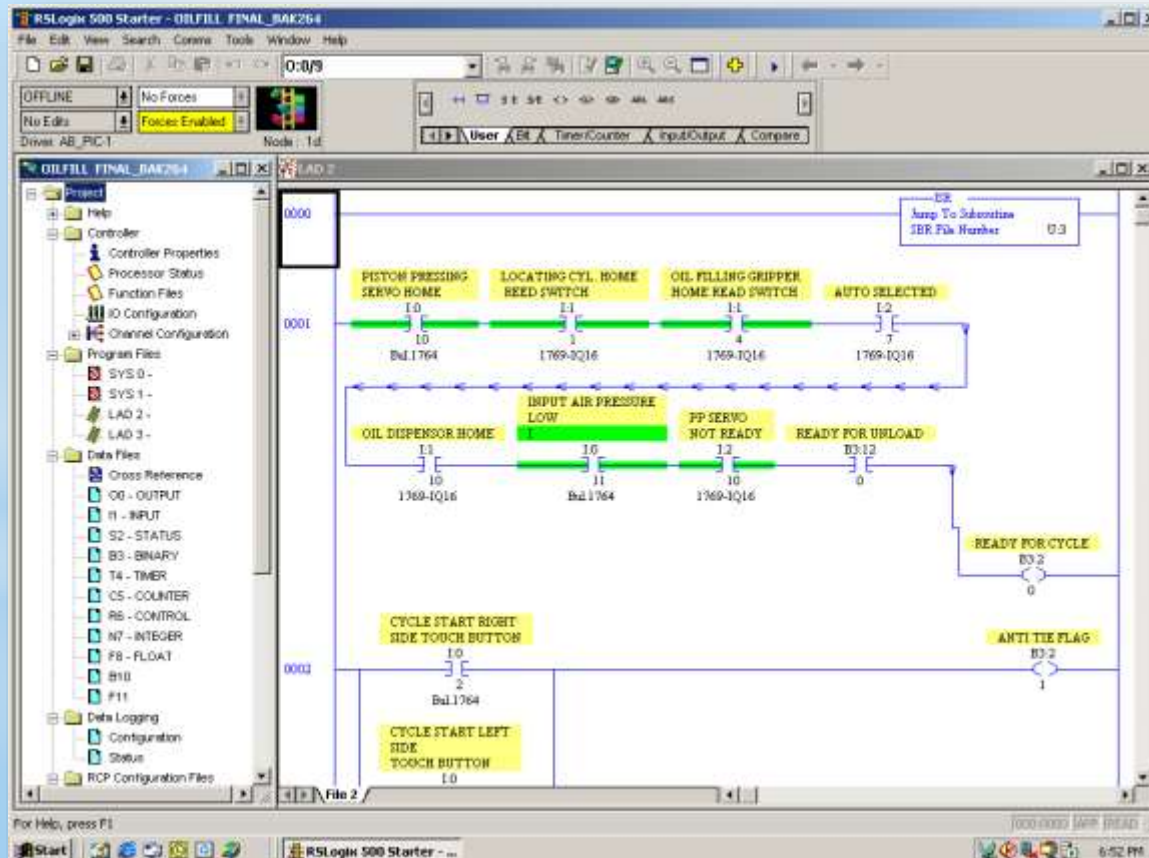 RSLogix 500 Starter - OILFILL_FINAL_BAK264
File Edit View Search Comms Tools Window Help
O:0/9
OFFLINE
No Forces
No Edits
Forces Enabled
Driver: AB_PIC-1
Node : 1d
User Bit Timer/Counter Input/Output Compare
OILFILL_FINAL_BAK264
LAD 2
Project
Help
Controller
Controller Properties
Processor Status
Function Files
IO Configuration
Channel Configuration
Program Files
SYS 0 -
SYS 1 -
LAD 2 -
LAD 3 -
Data Files
Cross Reference
O0 - OUTPUT
I1 - INPUT
S2 - STATUS
B3 - BINARY
T4 - TIMER
C5 - COUNTER
R6 - CONTROL
N7 - INTEGER
F8 - FLOAT
B10
F11
Data Logging
Configuration
Status
RCP Configuration Files
0000
JSR
Jump To Subroutine
SBR File Number U:3
PISTON PRESSING SERVO HOME
LOCATING CYL. HOME REED SWITCH
OIL FILLING GRIPPER HOME READ SWITCH
AUTO SELECTED
I:0 I:1 I:1 I:2
0001
10 1 4 7
Bul.1764 1769-IQ16 1769-IQ16 1769-IQ16
OIL DISPENSOR HOME
INPUT AIR PRESSURE LOW
PP SERVO NOT READY
READY FOR UNLOAD
I:1 I:0 I:2 B3:12
10 11 10 0
1769-IQ16 Bul.1764 1769-IQ16
READY FOR CYCLE
B3:2
0
CYCLE START RIGHT
SIDE TOUCH BUTTON
I:0
2
Bul.1764
ANTI TIE FLAG
B3:2
1
CYCLE START LEFT
SIDE
TOUCH BUTTON
I:0
File 2
For Help, press F1
APP READ
Start
RSLogix 500 Starter - ...
6:52 PM